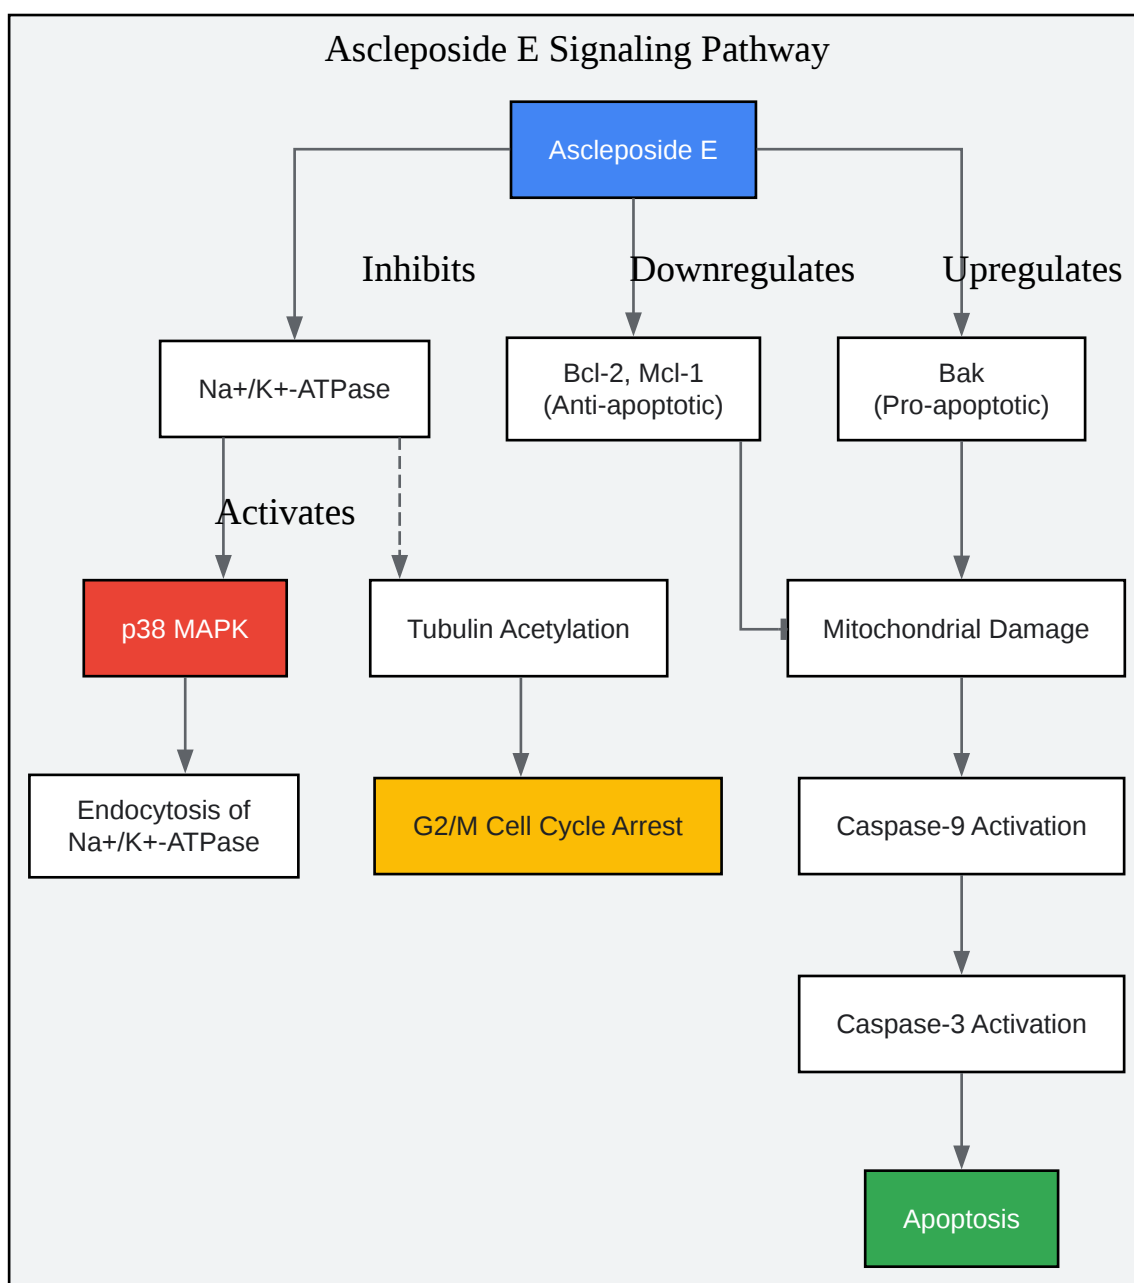 Ascleposide E Signaling Pathway
Ascleposide E
Inhibits
Downregulates
Upregulates
Na+/K+-ATPase
Bcl-2, Mcl-1
(Anti-apoptotic)
Bak
(Pro-apoptotic)
Activates
p38 MAPK
Tubulin Acetylation
Mitochondrial Damage
Endocytosis of
Na+/K+-ATPase
G2/M Cell Cycle Arrest
Caspase-9 Activation
Caspase-3 Activation
Apoptosis